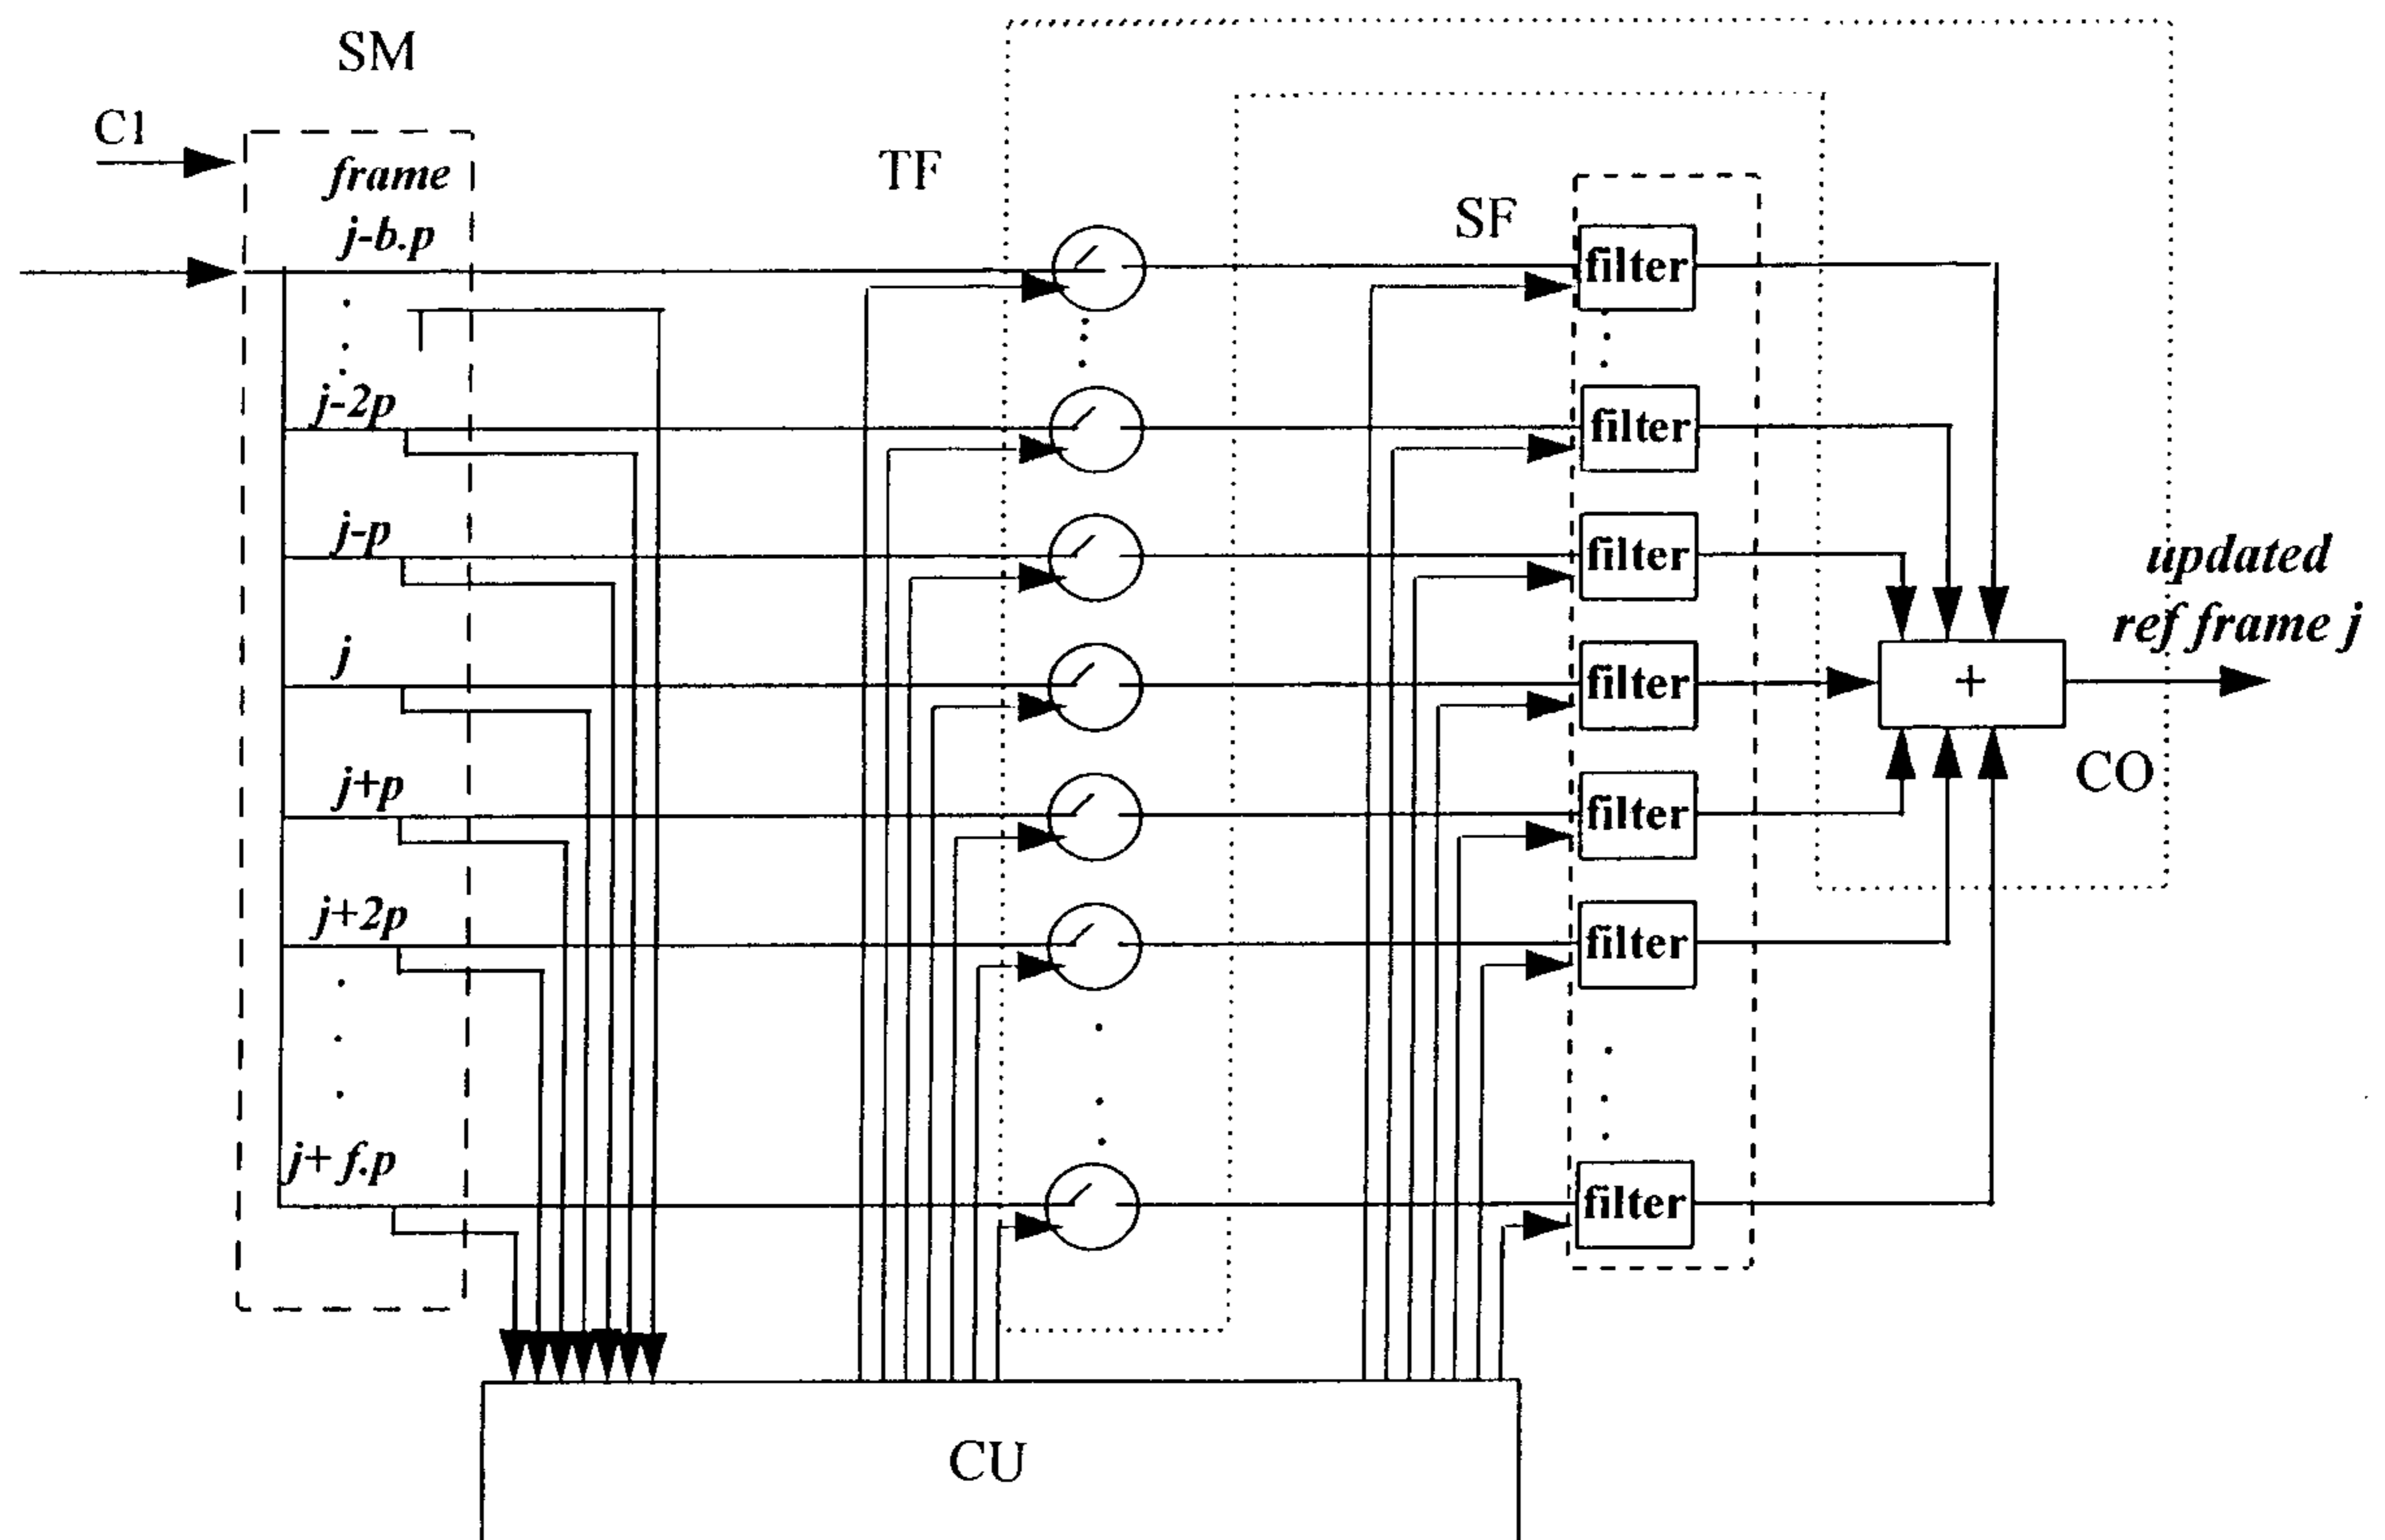 SM
C1
frame
j-b.p
TF
SF
filter
j-2p
filter
j-p
filter
updated
ref frame j
j
filter
+
j+p
filter
CO
j+2p
filter
j+ f.p
filter
CU